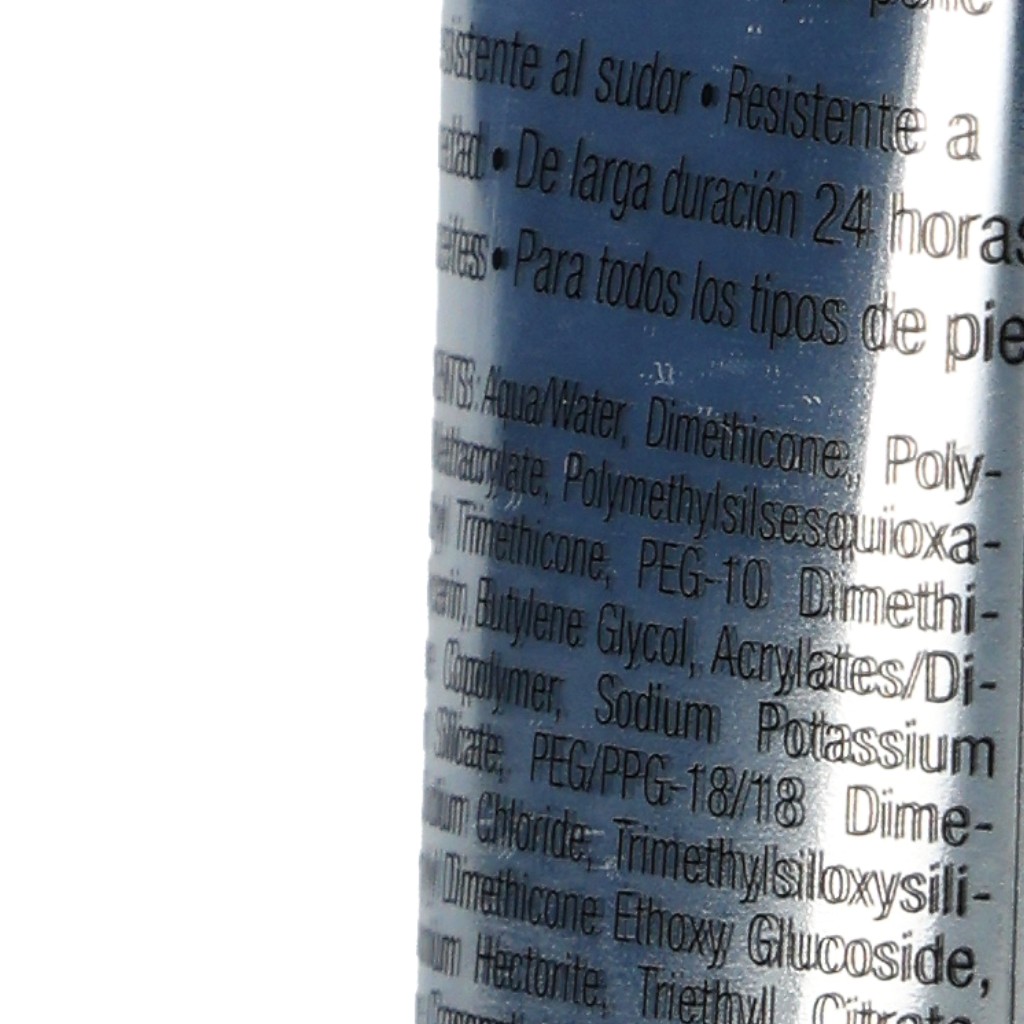 al sudor • Resistente a
• De larga duración 24 horas
• Para todos los tipos de
Aqua/Water, Dimethicone, Poly-
Polymethylsilsesquioxa-
Trimethicone, PEG-10 Dimethi-
Butylene Glycol, Acrylates/Di-
Copolymer, Sodium Potassium
Silicate, PEG/PPG-18/18 Dime-
Chloride, Trimethylsiloxysili-
Dimethicone Ethoxy Glucoside,
Hectorite, Triethyl Citrate